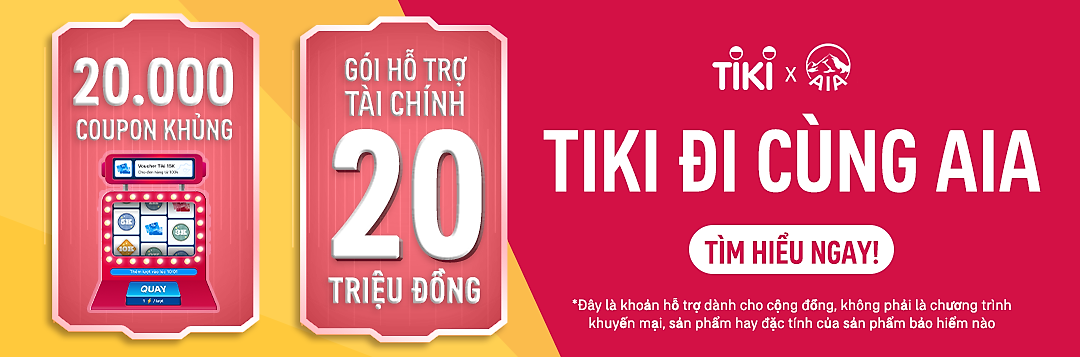 20.000
COUPON KHỦNG
Voucher Tiki 15K
QUAY
GÓI HỖ TRỢ
TÀI CHÍNH
20
TRIỆU ĐỒNG
TIKI X AIA
TIKI ĐI CÙNG AIA
TÌM HIỂU NGAY!
*Đây là khoản hỗ trợ dành cho cộng đồng, không phải là chương trình
khuyến mại, sản phẩm hay đặc tính của sản phẩm bảo hiểm nào